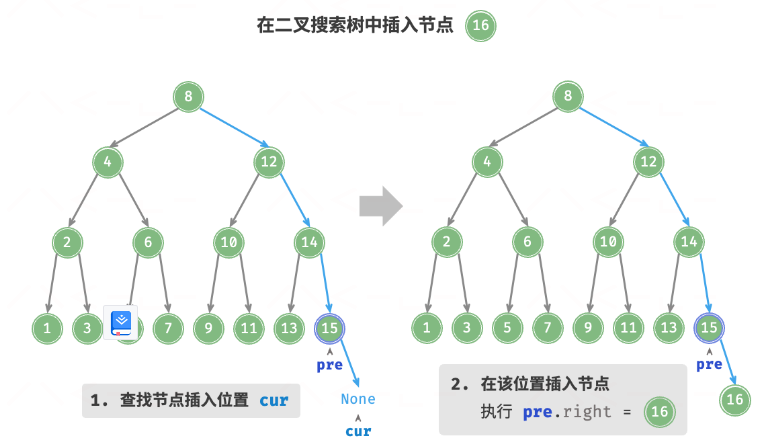 在二叉搜索树中插入节点 16
8
4 12
2 6 10 14
1 3 7 9 11 13 15
pre
None
cur
1. 查找节点插入位置 cur
8
4 12
2 6 10 14
1 3 5 7 9 11 13 15
pre
16
2. 在该位置插入节点
执行 pre.right = 16